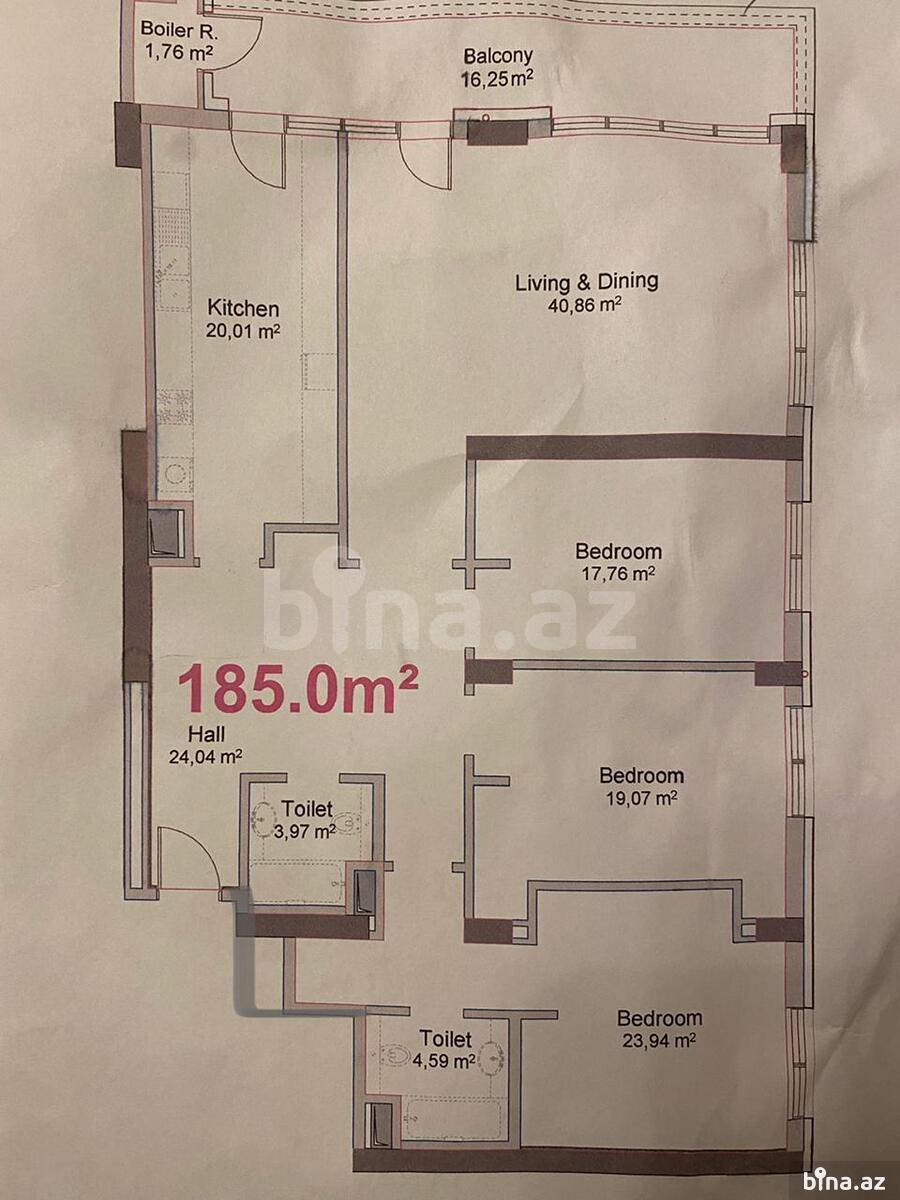 Boiler R.
1,76 m²
Balcony
16,25 m²
Living & Dining
40,86 m²
Kitchen
20,01 m²
Bedroom
17,76 m²
bina.az
185.0m²
Hall
24,04 m²
Bedroom
19,07 m²
Toilet
3,97 m²
Bedroom
23,94 m²
Toilet
4,59 m²
bina.az